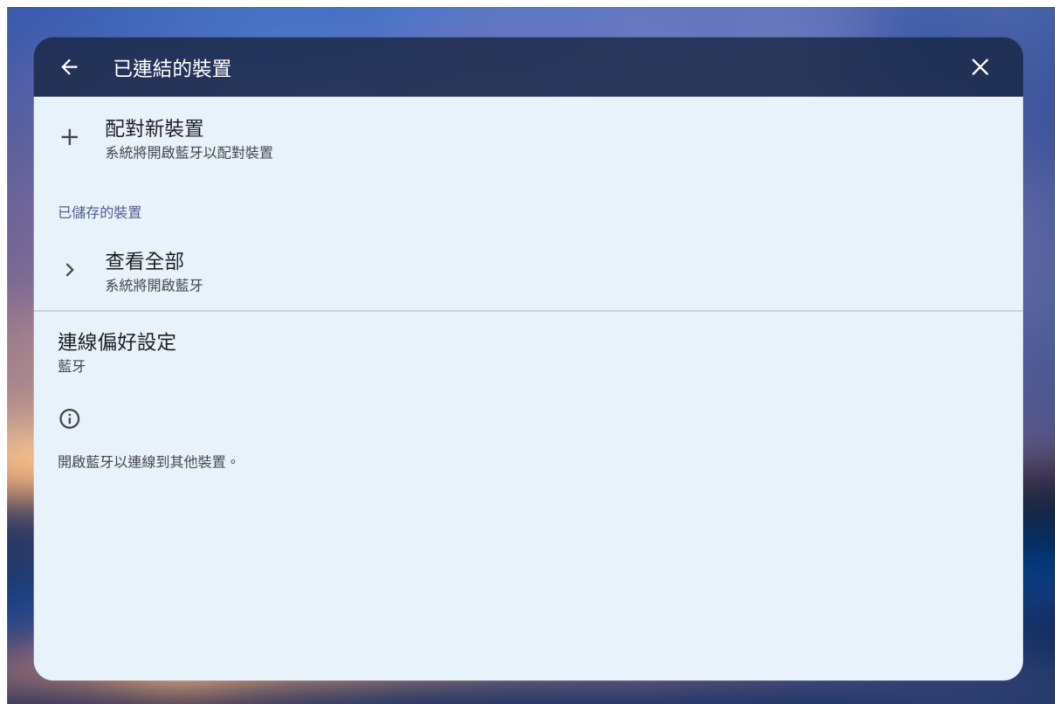 已連結的裝置
配對新裝置
系統將開啟藍牙以配對裝置
已儲存的裝置
查看全部
系統將開啟藍牙
連線偏好設定
藍牙
開啟藍牙以連線到其他裝置。